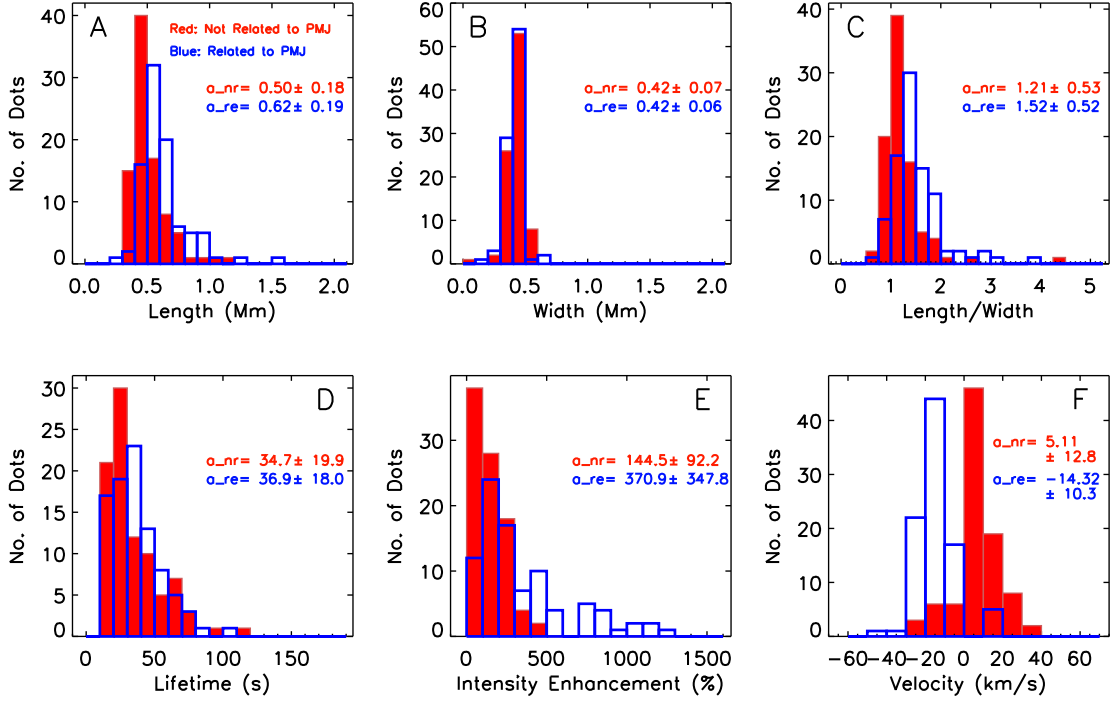 A
Red: Not Related to PMJ
Blue: Related to PMJ
a_nr= 0.50± 0.18
a_re= 0.62± 0.19
No. of Dots
40
30
20
10
0
0.0 0.5 1.0 1.5 2.0
Length (Mm)
B
a_nr= 0.42± 0.07
a_re= 0.42± 0.06
No. of Dots
60
50
40
30
20
10
0
0.0 0.5 1.0 1.5 2.0
Width (Mm)
C
a_nr= 1.21± 0.53
a_re= 1.52± 0.52
No. of Dots
40
30
20
10
0
0 1 2 3 4 5
Length/Width
D
a_nr= 34.7± 19.9
a_re= 36.9± 18.0
No. of Dots
30
25
20
15
10
5
0
0 50 100 150
Lifetime (s)
E
a_nr= 144.5± 92.2
a_re= 370.9± 347.8
No. of Dots
30
20
10
0
0 500 1000 1500
Intensity Enhancement (%)
F
a_nr= 5.11
± 12.8
a_re= −14.32
± 10.3
No. of Dots
40
30
20
10
0
−60 −40 −20 0 20 40 60
Velocity (km/s)